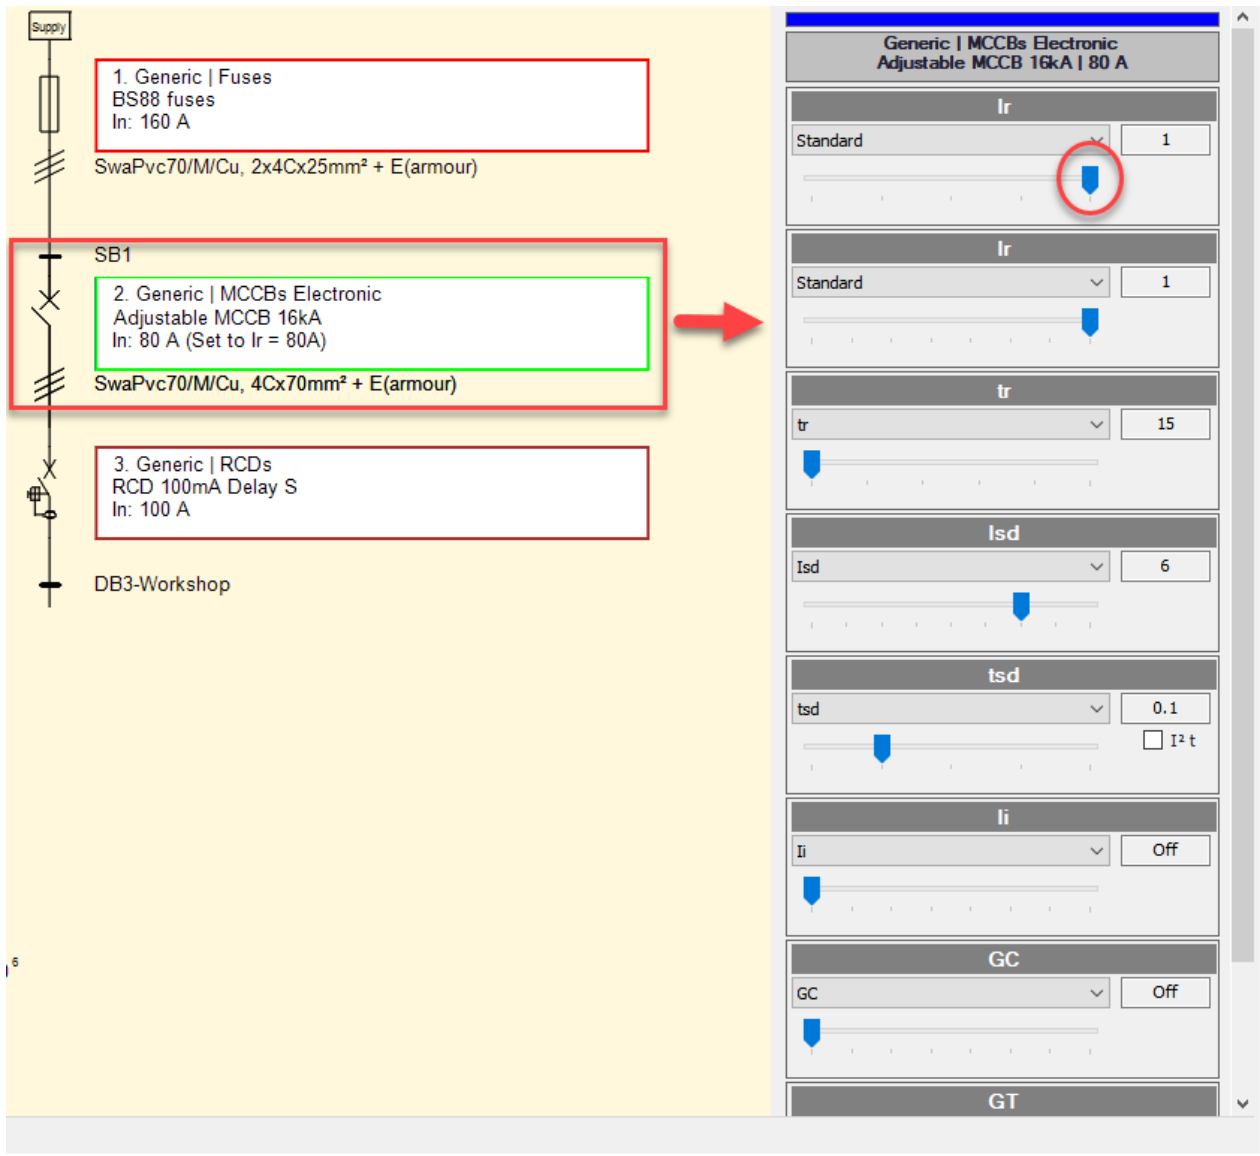 Supply
1. Generic | Fuses
BS88 fuses
In: 160 A
SwaPvc70/M/Cu, 2x4Cx25mm² + E(armour)
SB1
2. Generic | MCCBs Electronic
Adjustable MCCB 16kA
In: 80 A (Set to Ir = 80A)
SwaPvc70/M/Cu, 4Cx70mm² + E(armour)
3. Generic | RCDs
RCD 100mA Delay S
In: 100 A
DB3-Workshop
6
Generic | MCCBs Electronic
Adjustable MCCB 16kA | 80 A
Ir
Standard 1
Ir
Standard 1
tr
tr 15
Isd
Isd 6
tsd
tsd 0.1
I² t
Ii
Ii Off
GC
GC Off
GT